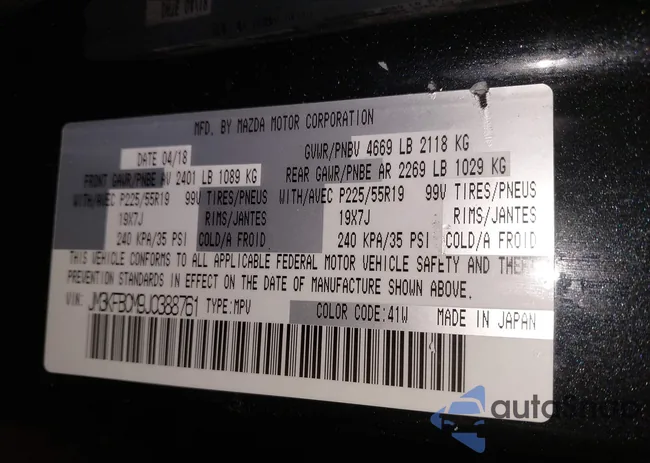 MFD. BY MAZDA MOTOR CORPORATION
DATE 04/18 GVWR/PNBV 4669 LB 2118 KG
FRONT GAWR/PNBE AV 2401 LB 1089 KG REAR GAWR/PNBE AR 2269 LB 1029 KG
WITH/AVEC P225/55R19 99V TIRES/PNEUS WITH/AVEC P225/55R19 99V TIRES/PNEUS
19X7J RIMS/JANTES 19X7J RIMS/JANTES
240 KPA/35 PSI COLD/A FROID 240 KPA/35 PSI COLD/A FROID
THIS VEHICLE CONFORMS TO ALL APPLICABLE FEDERAL MOTOR VEHICLE SAFETY AND THEFT
PREVENTION STANDARDS IN EFFECT ON THE DATE OF MANUFACTURE SHOWN ABOVE.
VIN: JM3KFBCM9J0388761 TYPE:MPV COLOR CODE:41W MADE IN JAPAN